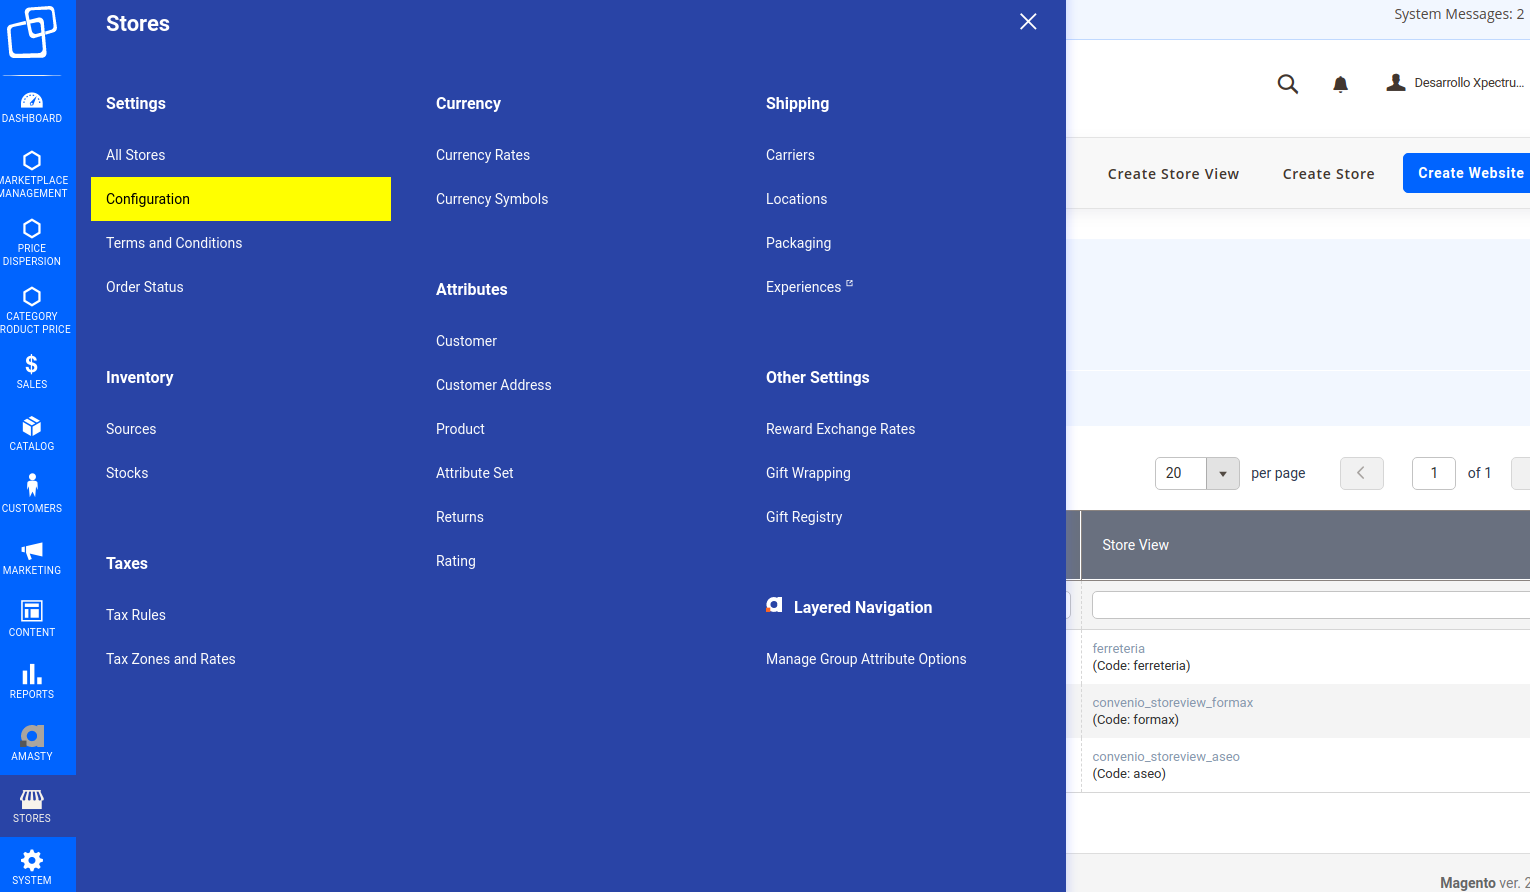 Stores
System Messages: 2
Desarrollo Xpectru...
DASHBOARD
MARKETPLACE
MANAGEMENT
PRICE
DISPERSION
CATEGORY
RODUCT PRICE
SALES
CATALOG
CUSTOMERS
MARKETING
CONTENT
REPORTS
AMASTY
STORES
SYSTEM
Settings
All Stores
Configuration
Terms and Conditions
Order Status
Inventory
Sources
Stocks
Taxes
Tax Rules
Tax Zones and Rates
Currency
Currency Rates
Currency Symbols
Attributes
Customer
Customer Address
Product
Attribute Set
Returns
Rating
Shipping
Carriers
Locations
Packaging
Experiences
Other Settings
Reward Exchange Rates
Gift Wrapping
Gift Registry
Layered Navigation
Manage Group Attribute Options
Create Store View Create Store Create Website
20 per page 1 of 1
Store View
ferreteria
(Code: ferreteria)
convenio_storeview_formax
(Code: formax)
convenio_storeview_aseo
(Code: aseo)
Magento ver. 2